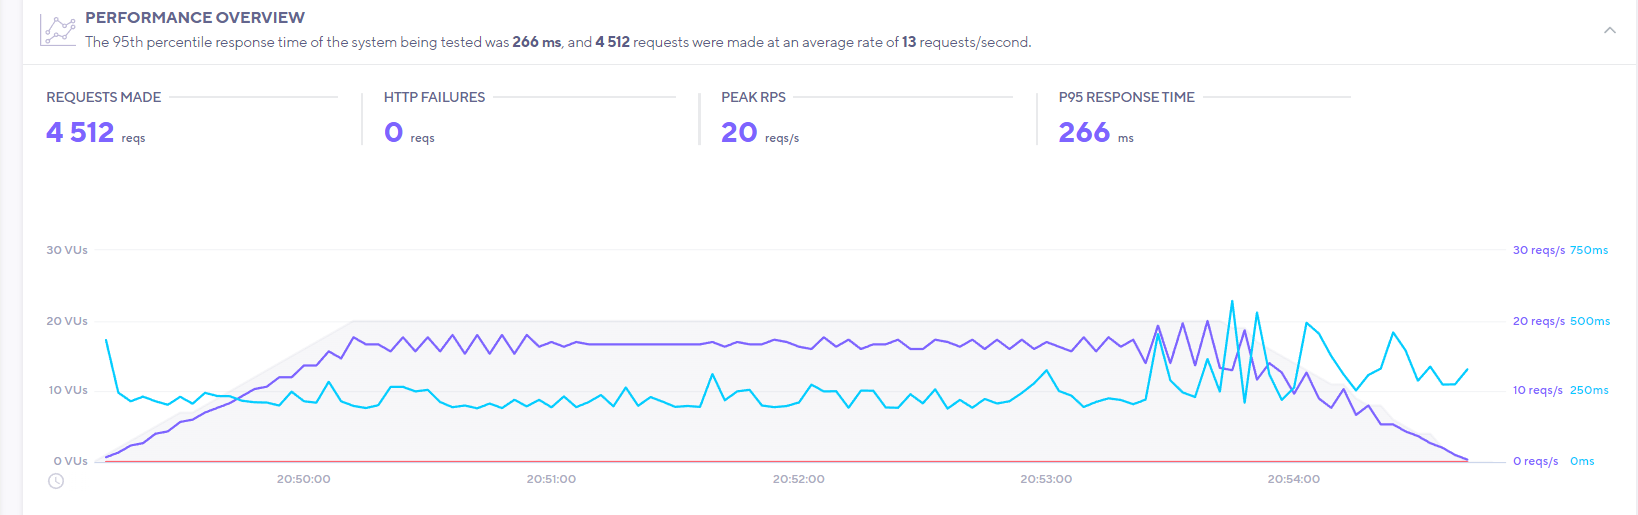 PERFORMANCE OVERVIEW
The 95th percentile response time of the system being tested was 266 ms, and 4 512 requests were made at an average rate of 13 requests/second.
REQUESTS MADE
4 512 reqs
HTTP FAILURES
0 reqs
PEAK RPS
20 reqs/s
P95 RESPONSE TIME
266 ms
30 VUs
20 VUs
10 VUs
0 VUs
30 reqs/s 750ms
20 reqs/s 500ms
10 reqs/s 250ms
0 reqs/s 0ms
20:50:00
20:51:00
20:52:00
20:53:00
20:54:00